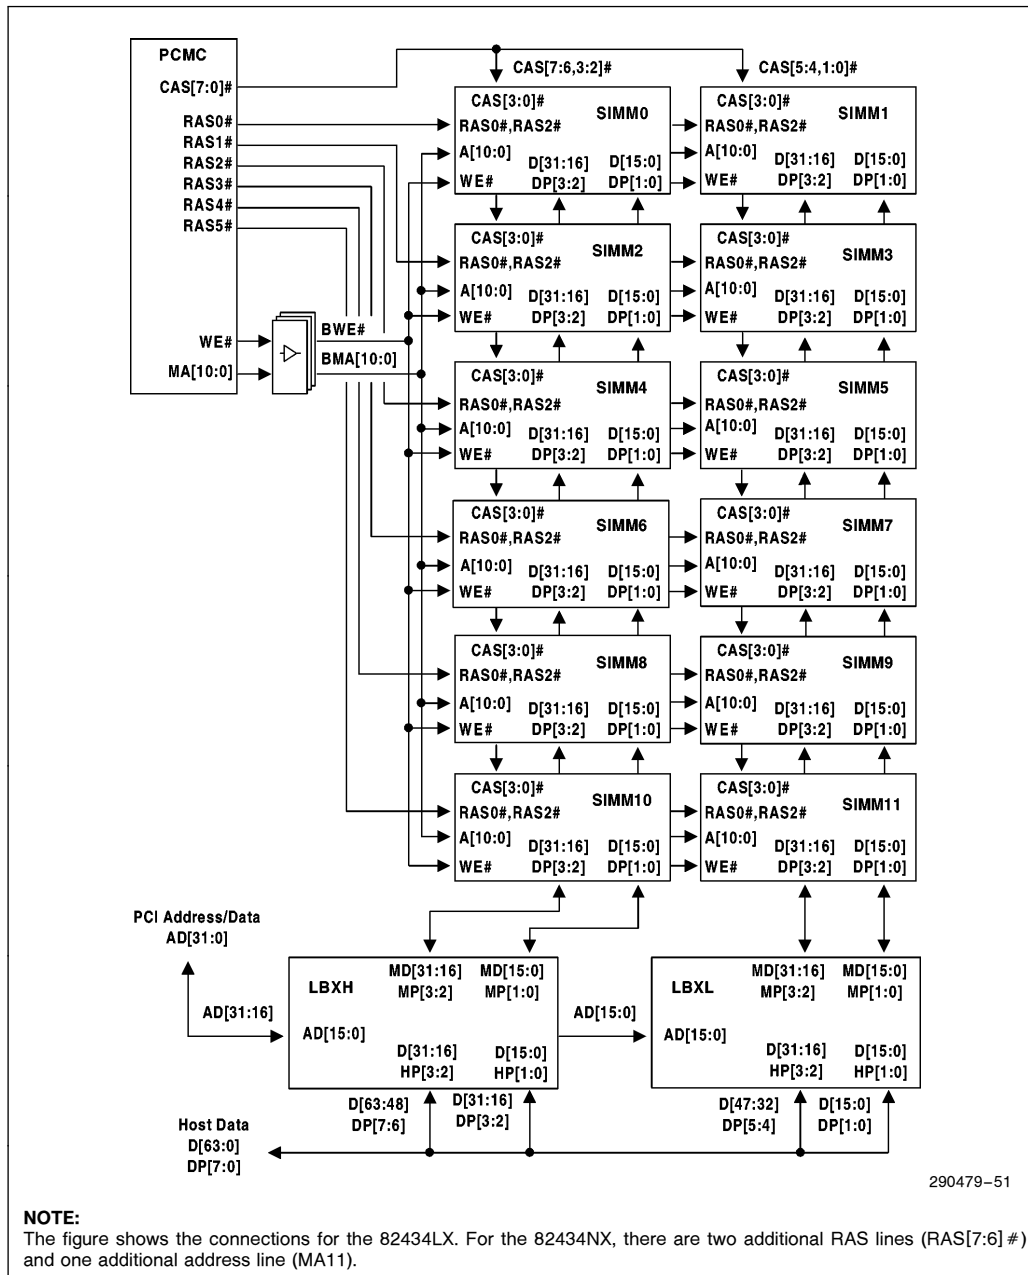 PCMC
CAS[7:0]#
RAS0#
RAS1#
RAS2#
RAS3#
RAS4#
RAS5#
WE#
MA[10:0]
BWE#
BMA[10:0]
CAS[7:6,3:2]#
CAS[5:4,1:0]#
CAS[3:0]#
SIMM0
RAS0#,RAS2#
A[10:0]
D[31:16] D[15:0]
WE# DP[3:2] DP[1:0]
CAS[3:0]#
SIMM1
RAS0#,RAS2#
A[10:0]
D[31:16] D[15:0]
WE# DP[3:2] DP[1:0]
CAS[3:0]#
SIMM2
RAS0#,RAS2#
A[10:0]
D[31:16] D[15:0]
WE# DP[3:2] DP[1:0]
CAS[3:0]#
SIMM3
RAS0#,RAS2#
A[10:0]
D[31:16] D[15:0]
WE# DP[3:2] DP[1:0]
CAS[3:0]#
SIMM4
RAS0#,RAS2#
A[10:0]
D[31:16] D[15:0]
WE# DP[3:2] DP[1:0]
CAS[3:0]#
SIMM5
RAS0#,RAS2#
A[10:0]
D[31:16] D[15:0]
WE# DP[3:2] DP[1:0]
CAS[3:0]#
SIMM6
RAS0#,RAS2#
A[10:0]
D[31:16] D[15:0]
WE# DP[3:2] DP[1:0]
CAS[3:0]#
SIMM7
RAS0#,RAS2#
A[10:0]
D[31:16] D[15:0]
WE# DP[3:2] DP[1:0]
CAS[3:0]#
SIMM8
RAS0#,RAS2#
A[10:0]
D[31:16] D[15:0]
WE# DP[3:2] DP[1:0]
CAS[3:0]#
SIMM9
RAS0#,RAS2#
A[10:0]
D[31:16] D[15:0]
WE# DP[3:2] DP[1:0]
CAS[3:0]#
SIMM10
RAS0#,RAS2#
A[10:0]
D[31:16] D[15:0]
WE# DP[3:2] DP[1:0]
CAS[3:0]#
SIMM11
RAS0#,RAS2#
A[10:0]
D[31:16] D[15:0]
WE# DP[3:2] DP[1:0]
PCI Address/Data
AD[31:0]
AD[31:16]
LBXH
MD[31:16] MD[15:0]
MP[3:2] MP[1:0]
AD[15:0]
D[31:16] D[15:0]
HP[3:2] HP[1:0]
AD[15:0]
LBXL
MD[31:16] MD[15:0]
MP[3:2] MP[1:0]
AD[15:0]
D[31:16] D[15:0]
HP[3:2] HP[1:0]
D[63:48]
DP[7:6]
D[31:16]
DP[3:2]
D[47:32]
DP[5:4]
D[15:0]
DP[1:0]
Host Data
D[63:0]
DP[7:0]
290479–51
NOTE:
The figure shows the connections for the 82434LX. For the 82434NX, there are two additional RAS lines (RAS[7:6]#)
and one additional address line (MA11).